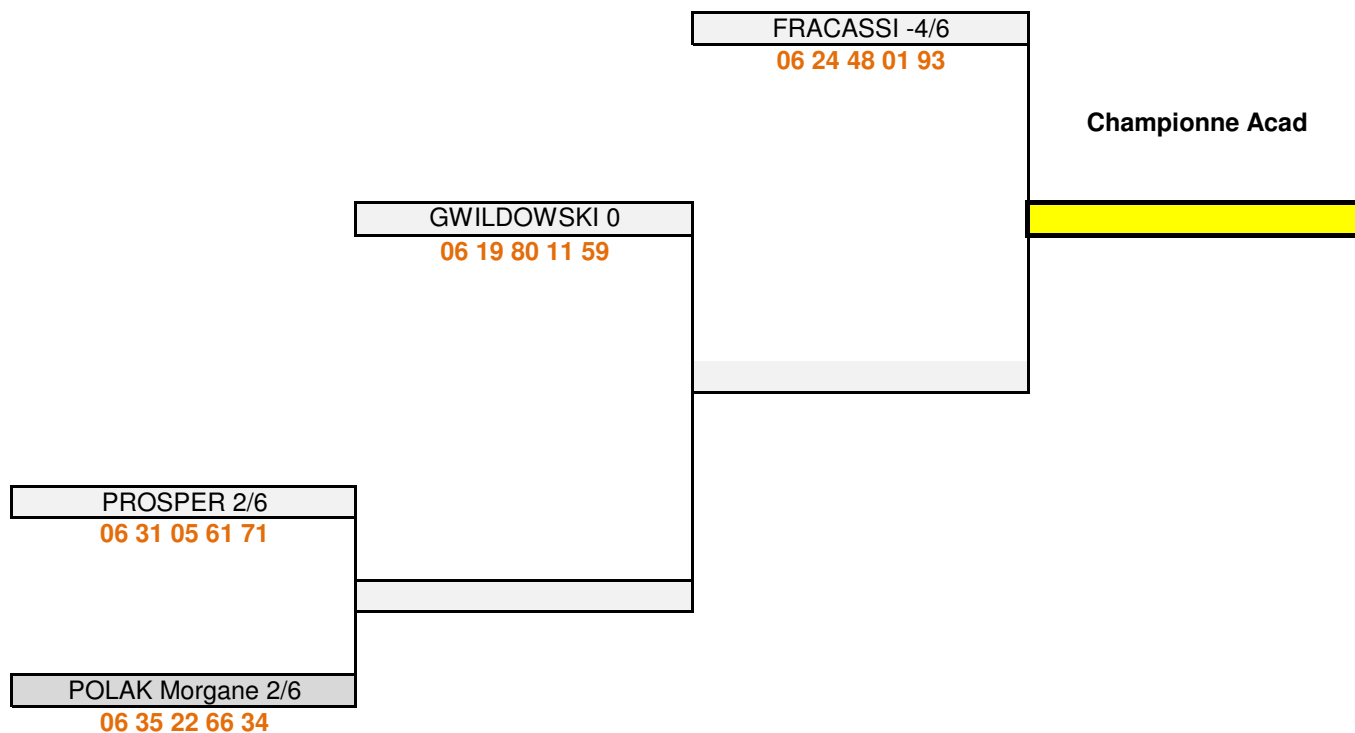 FRACASSI -4/6
06 24 48 01 93
Championne Acad
GWILDOWSKI 0
06 19 80 11 59
PROSPER 2/6
06 31 05 61 71
POLAK Morgane 2/6
06 35 22 66 34